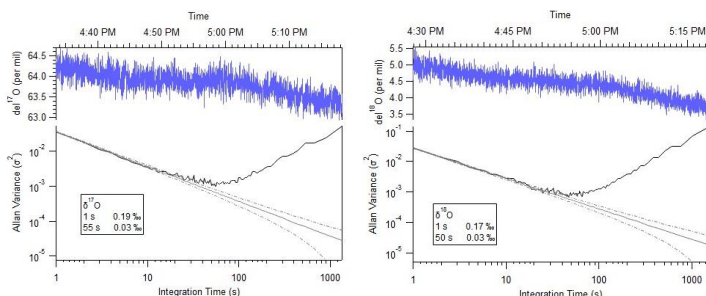 Time
4:40 PM 4:50 PM 5:00 PM 5:10 PM
del17O (per mil)
64.5
64.0
63.5
63.0
Allan Variance (σ2)
10-2
10-3
10-4
10-5
δ17O
1 s 0.19 ‰
55 s 0.03 ‰
1 10 100 1000
Integration Time (s)
Time
4:30 PM 4:45 PM 5:00 PM 5:15 PM
del18O (per mil)
5.5
5.0
4.5
4.0
3.5
Allan Variance (σ2)
10-1
10-2
10-3
10-4
10-5
δ18O
1 s 0.17 ‰
50 s 0.03 ‰
1 10 100 1000
Integration Time (s)